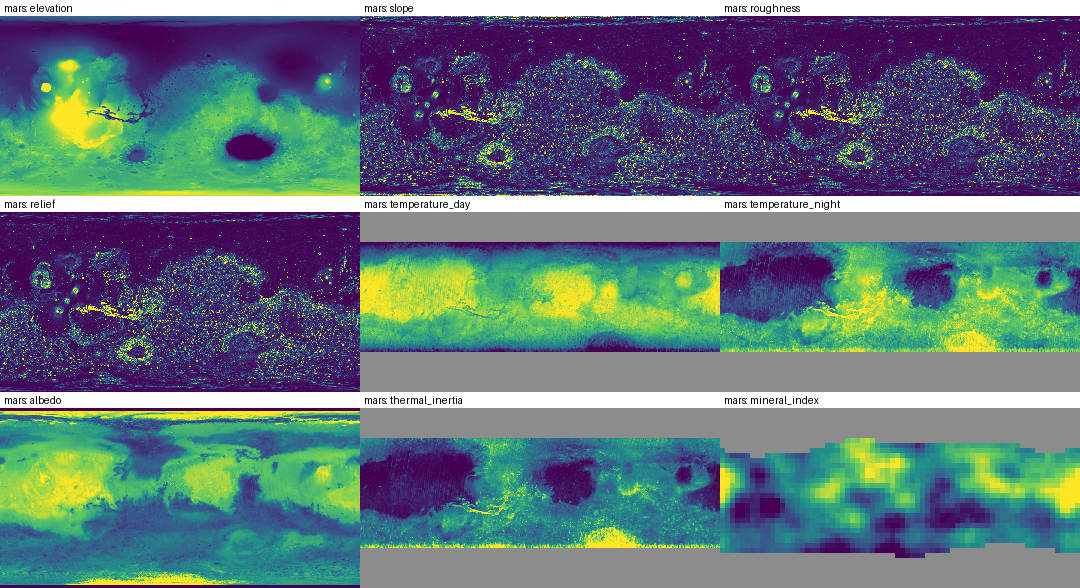 mars: elevation
mars: slope
mars: roughness
mars: relief
mars: temperature_day
mars: temperature_night
mars: albedo
mars: thermal_inertia
mars: mineral_index